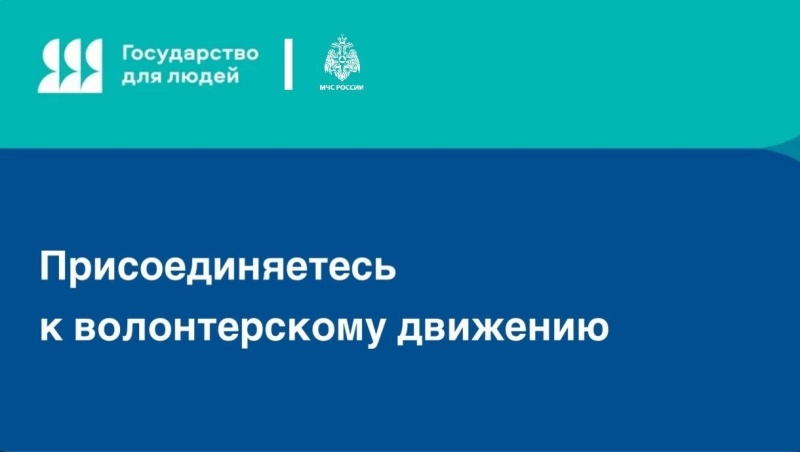 Государство
для людей
МЧС РОССИИ
Присоединяетесь
к волонтерскому движению